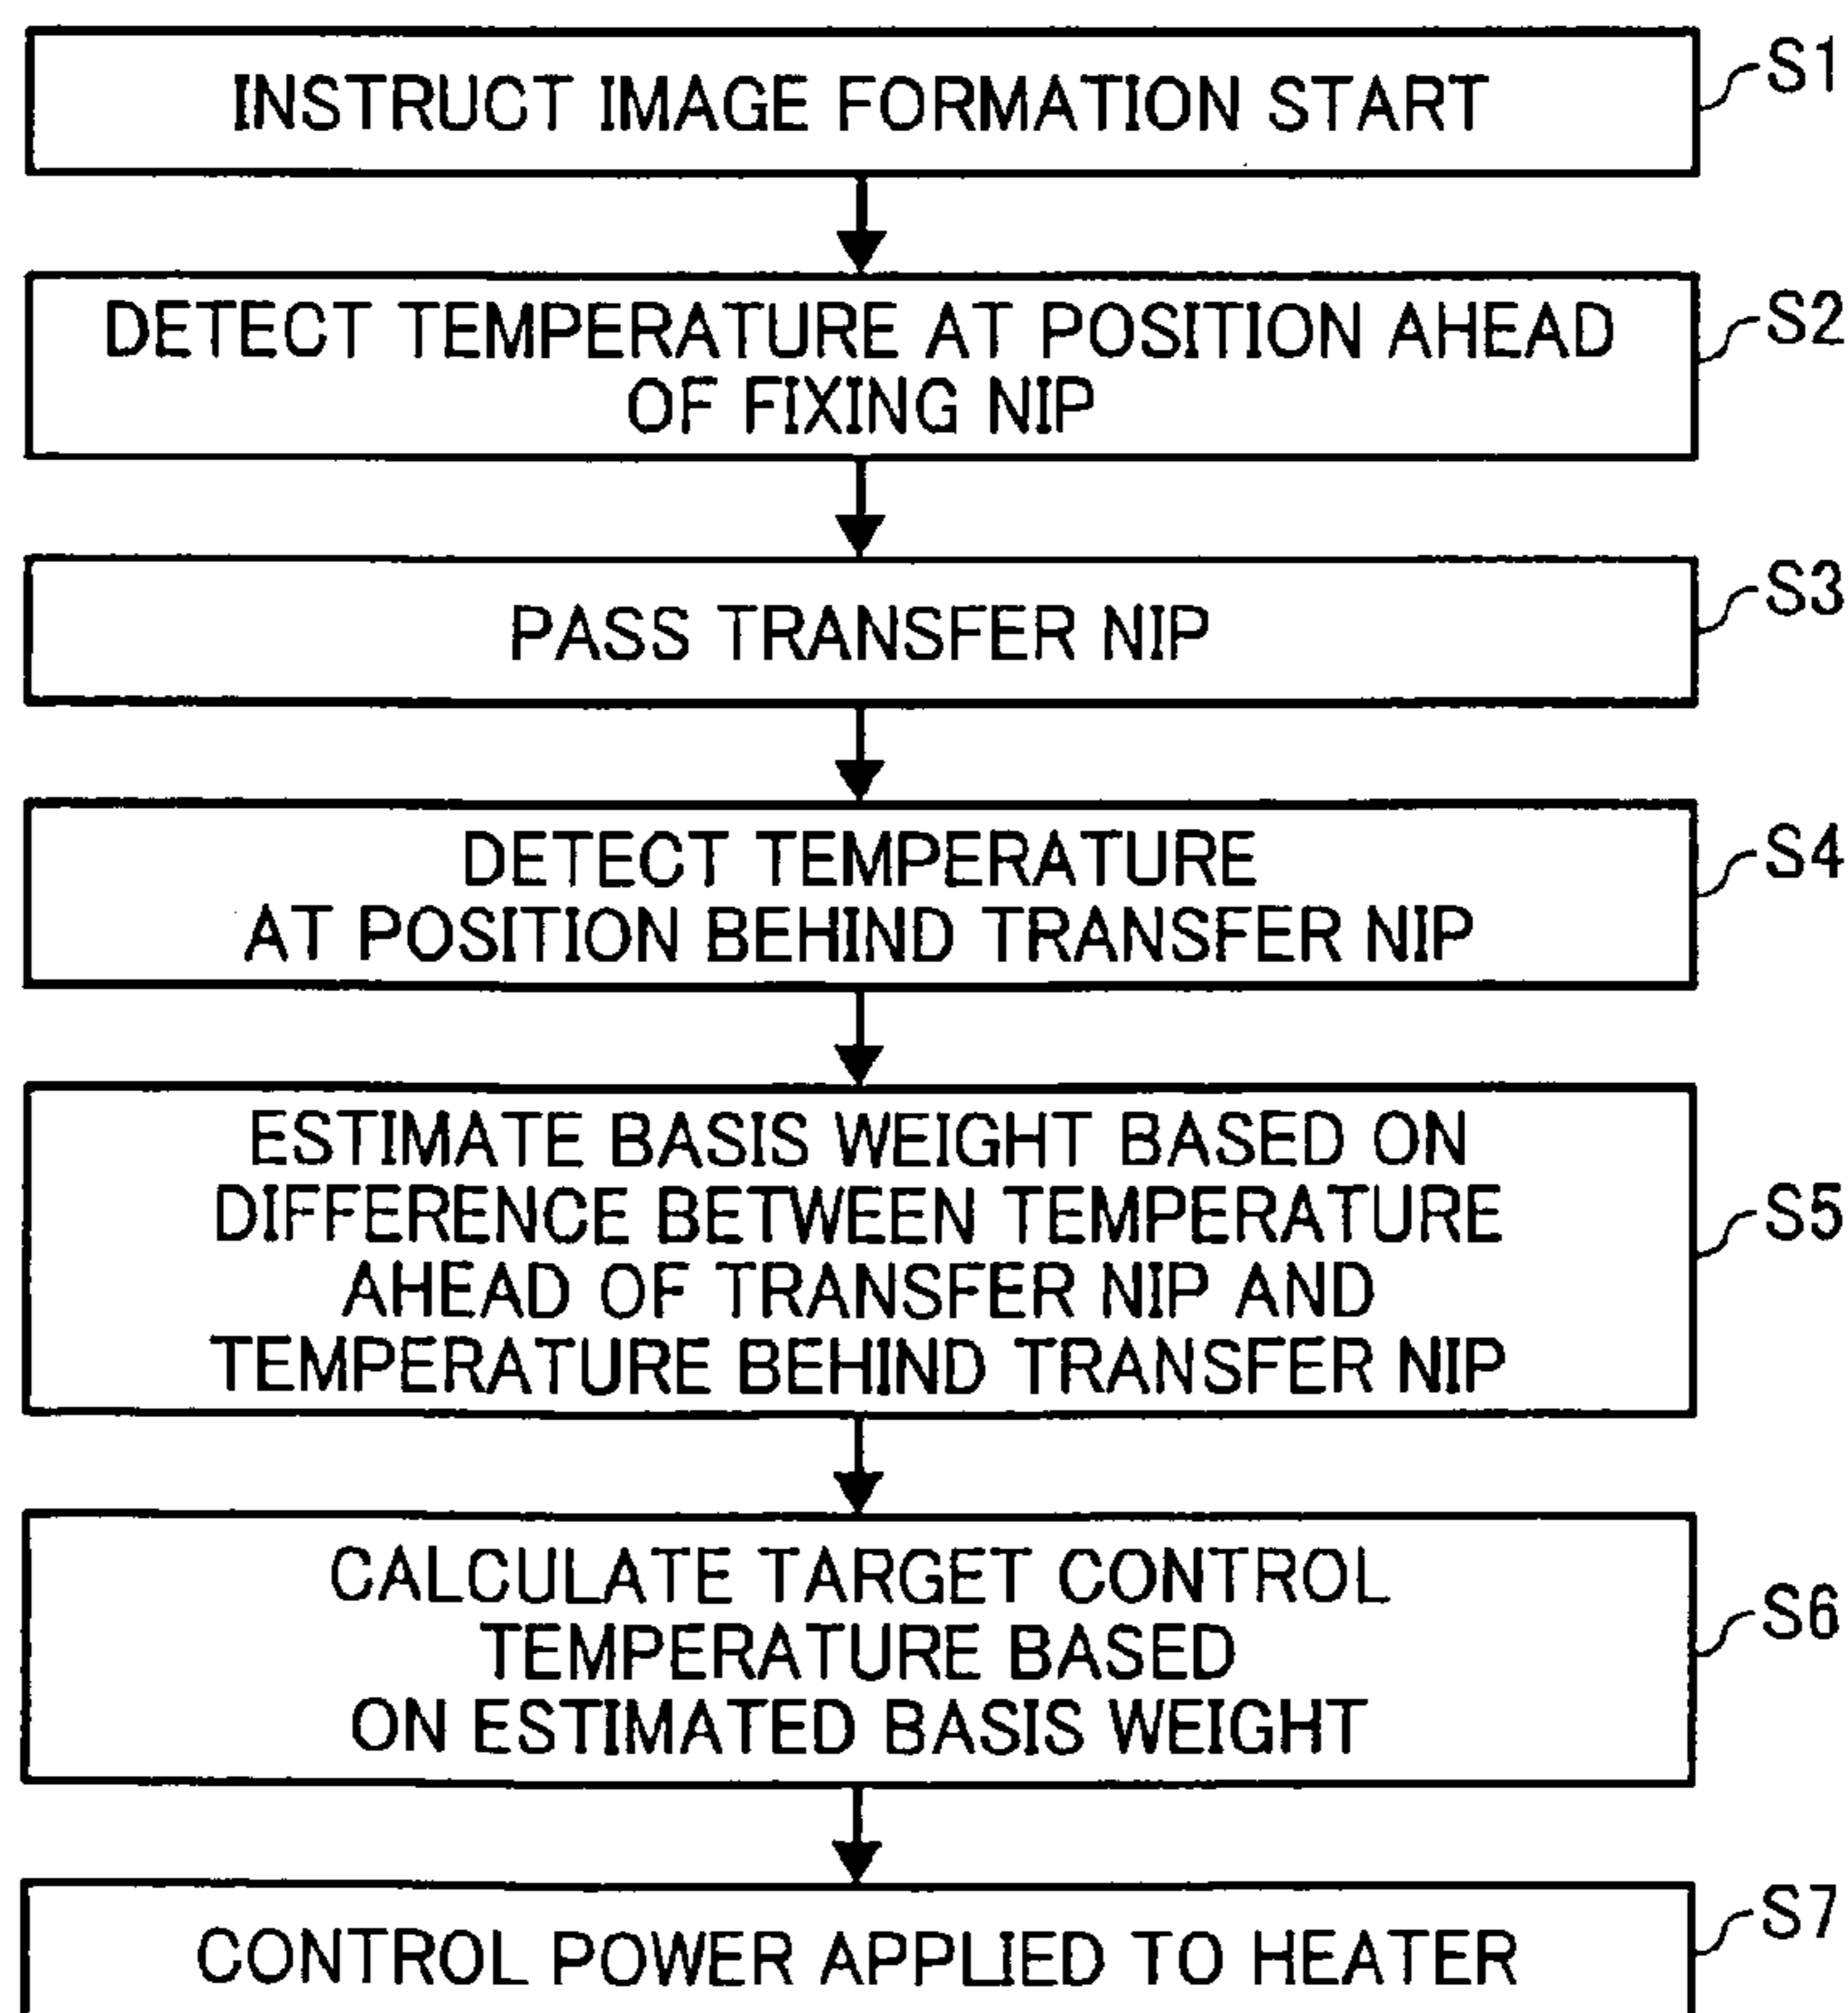 INSTRUCT IMAGE FORMATION START
S1
DETECT TEMPERATURE AT POSITION AHEAD
OF FIXING NIP
S2
PASS TRANSFER NIP
S3
DETECT TEMPERATURE
AT POSITION BEHIND TRANSFER NIP
S4
ESTIMATE BASIS WEIGHT BASED ON
DIFFERENCE BETWEEN TEMPERATURE
AHEAD OF TRANSFER NIP AND
TEMPERATURE BEHIND TRANSFER NIP
S5
CALCULATE TARGET CONTROL
TEMPERATURE BASED
ON ESTIMATED BASIS WEIGHT
S6
CONTROL POWER APPLIED TO HEATER
S7